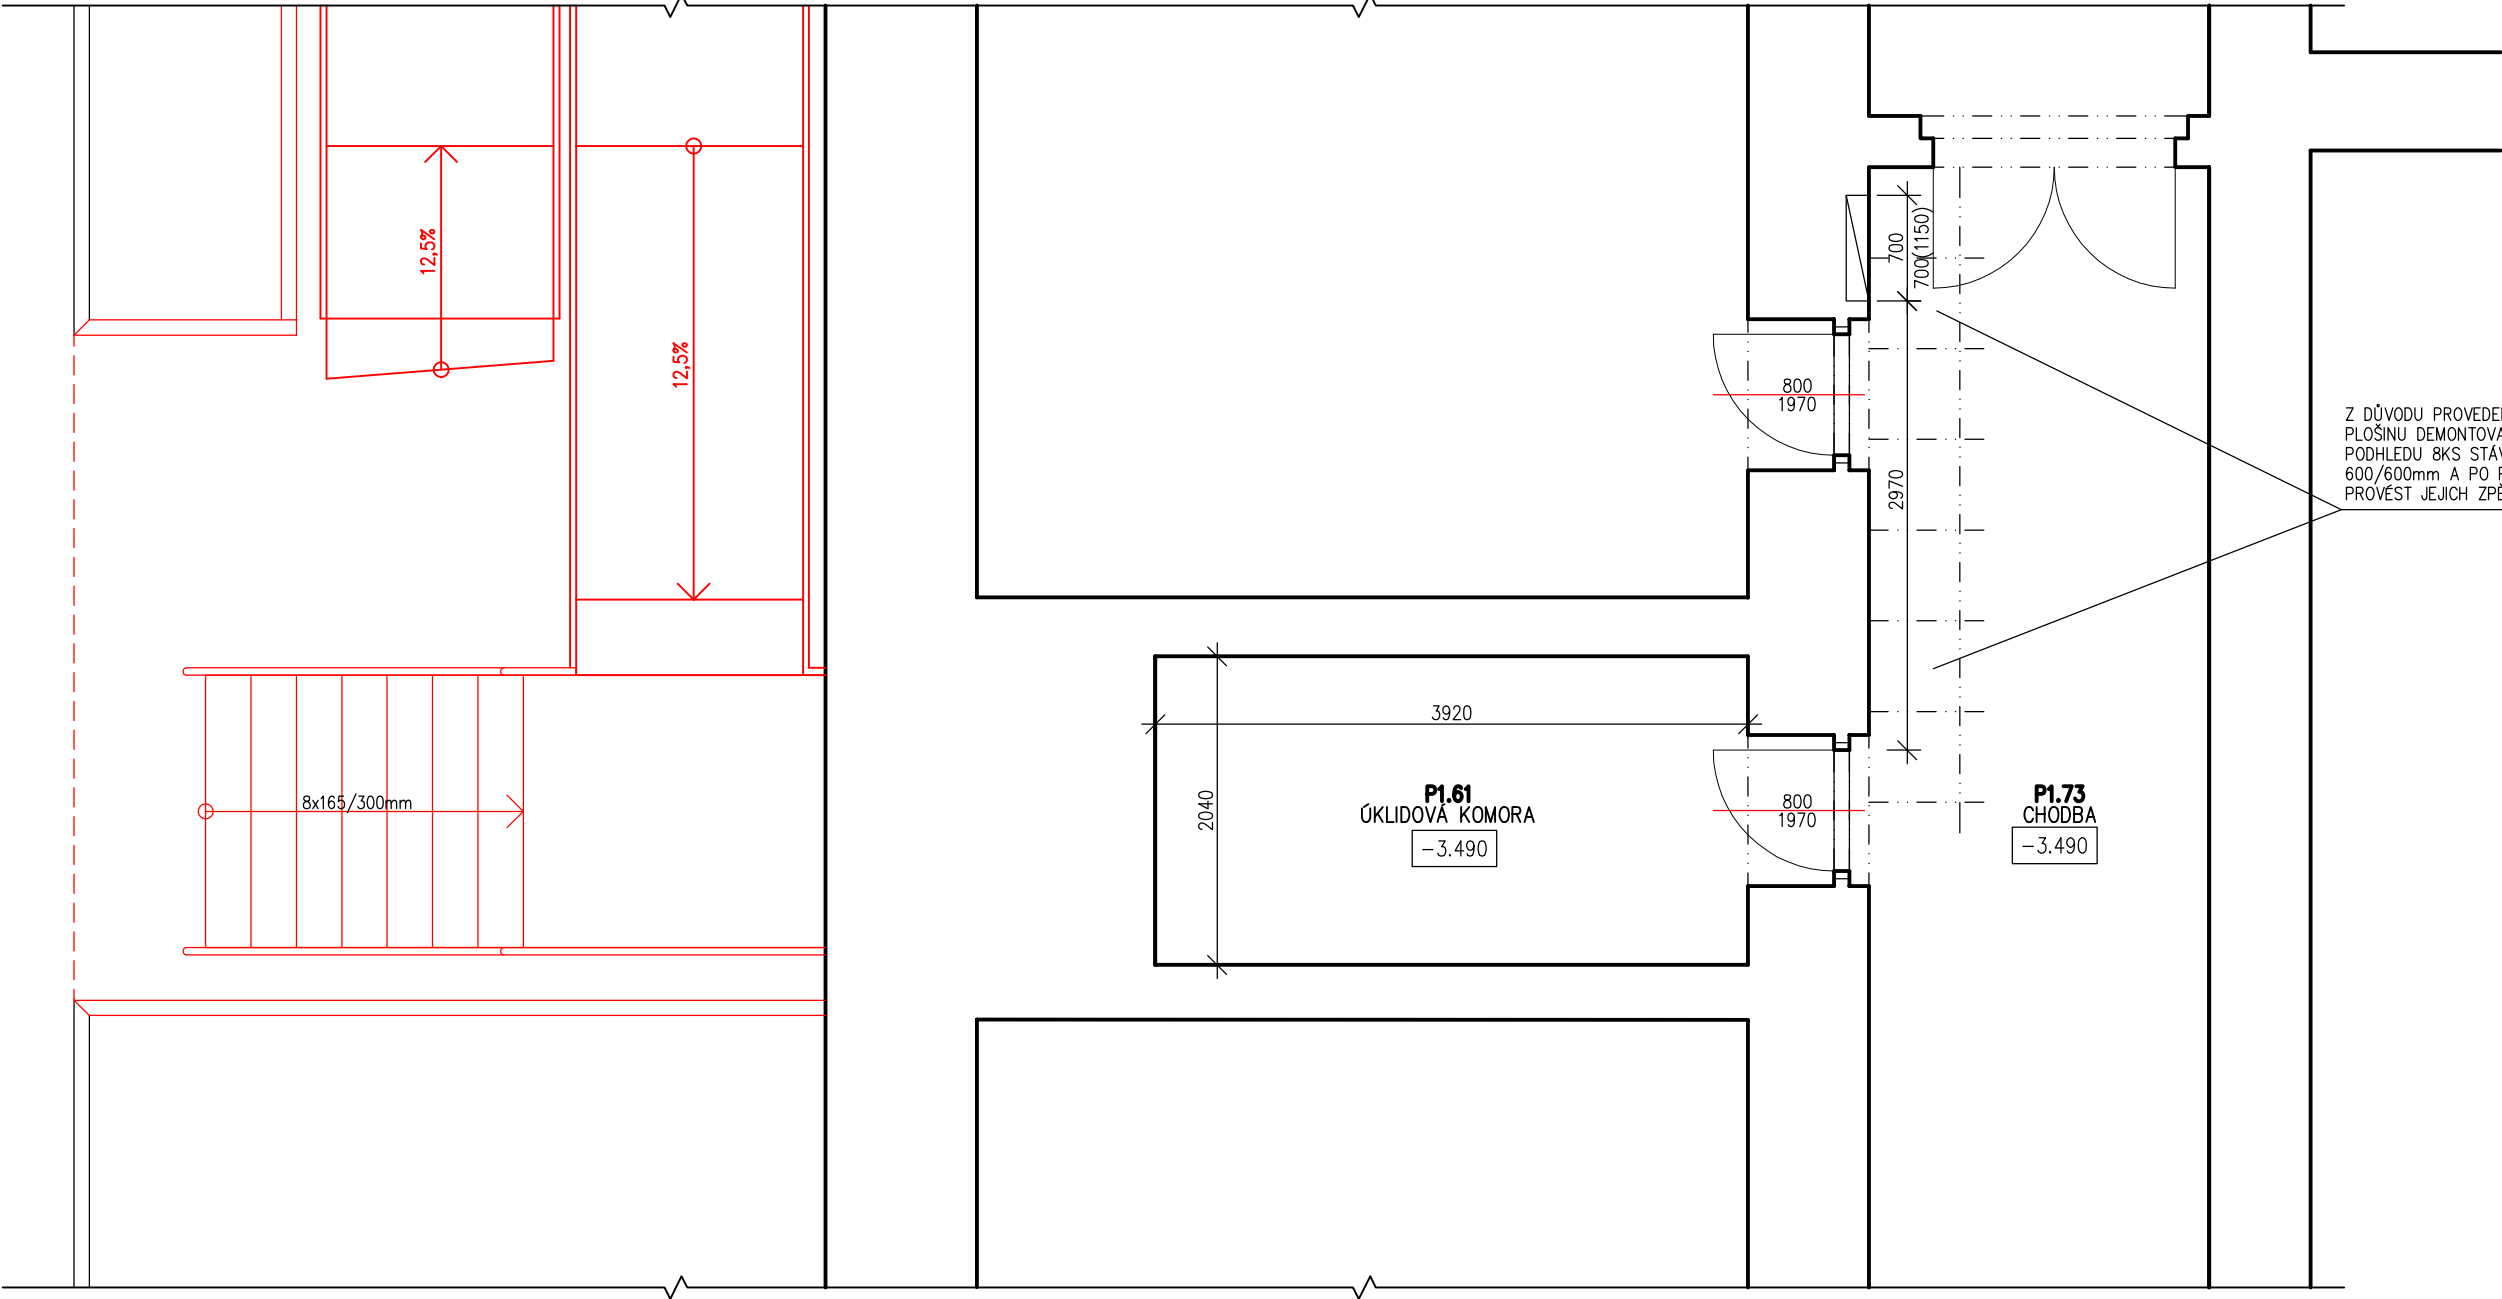 12,5%
12,5%
700
700(1150)
800
1970
2970
Z DŮVODU
PLOŠINU
PODHLEDU 8KS
600/600mm A PO
PROVÉST JEJICH
3920
2040
8x165/300mm
P1.61
ÚKLIDOVÁ KOMORA
-3.490
800
1970
P1.73
CHODBA
-3.490